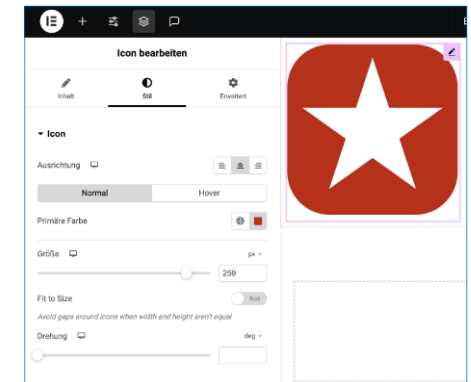 Icon bearbeiten
Inhalt
Stil
Erweitert
Icon
Ausrichtung
Normal
Hover
Primäre Farbe
Größe
px
259
Fit to Size
Aus
Avoid gaps around icons when width and height aren't equal
Drehung
deg